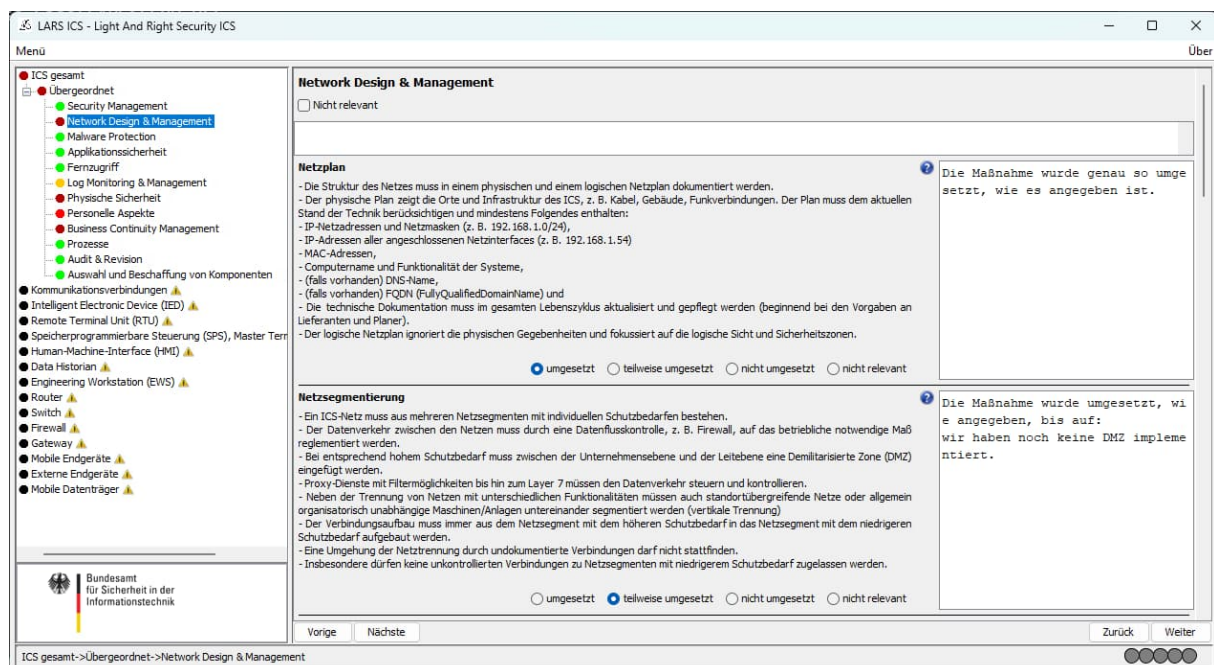 LARS ICS - Light And Right Security ICS
Menü
Über
ICS gesamt
Übergeordnet
Security Management
Network Design & Management
Malware Protection
Applikationssicherheit
Fernzugriff
Log Monitoring & Management
Physische Sicherheit
Personelle Aspekte
Business Continuity Management
Prozesse
Audit & Revision
Auswahl und Beschaffung von Komponenten
Kommunikationsverbindungen
Intelligent Electronic Device (IED)
Remote Terminal Unit (RTU)
Speicherprogrammierbare Steuerung (SPS), Master Terr
Human-Machine-Interface (HMI)
Data Historian
Engineering Workstation (EWS)
Router
Switch
Firewall
Gateway
Mobile Endgeräte
Externe Endgeräte
Mobile Datenträger
Bundesamt
für Sicherheit in der
Informationstechnik
Network Design & Management
Nicht relevant
Netzplan
- Die Struktur des Netzes muss in einem physischen und einem logischen Netzplan dokumentiert werden.
- Der physische Plan zeigt die Orte und Infrastruktur des ICS, z. B. Kabel, Gebäude, Funkverbindungen. Der Plan muss dem aktuellen
Stand der Technik berücksichtigen und mindestens Folgendes enthalten:
- IP-Netzadressen und Netzmasken (z. B. 192.168.1.0/24),
- IP-Adressen aller angeschlossenen Netzinterfaces (z. B. 192.168.1.54)
- MAC-Adressen,
- Computername und Funktionalität der Systeme,
- (falls vorhanden) DNS-Name,
- (falls vorhanden) FQDN (FullyQualifiedDomainName) und
- Die technische Dokumentation muss im gesamten Lebenszyklus aktualisiert und gepflegt werden (beginnend bei den Vorgaben an
Lieferanten und Planer).
- Der logische Netzplan ignoriert die physischen Gegebenheiten und fokussiert auf die logische Sicht und Sicherheitszonen.
umgesetzt teilweise umgesetzt nicht umgesetzt nicht relevant
Die Maßnahme wurde genau so umge
setzt, wie es angegeben ist.
Netzsegmentierung
- Ein ICS-Netz muss aus mehreren Netzsegmenten mit individuellen Schutzbedarfen bestehen.
- Der Datenverkehr zwischen den Netzen muss durch eine Datenflusskontrolle, z. B. Firewall, auf das betriebliche notwendige Maß
reglementiert werden.
- Bei entsprechend hohem Schutzbedarf muss zwischen der Unternehmensebene und der Leitebene eine Demilitarisierte Zone (DMZ)
eingefügt werden.
- Proxy-Dienste mit Filtermöglichkeiten bis hin zum Layer 7 müssen den Datenverkehr steuern und kontrollieren.
- Neben der Trennung von Netzen mit unterschiedlichen Funktionalitäten müssen auch standortübergreifende Netze oder allgemein
organisatorisch unabhängige Maschinen/Anlagen untereinander segmentiert werden (vertikale Trennung)
- Der Verbindungsaufbau muss immer aus dem Netzsegment mit dem höheren Schutzbedarf in das Netzsegment mit dem niedrigeren
Schutzbedarf aufgebaut werden.
- Eine Umgehung der Netztrennung durch undokumentierte Verbindungen darf nicht stattfinden.
- Insbesondere dürfen keine unkontrollierten Verbindungen zu Netzsegmenten mit niedrigerem Schutzbedarf zugelassen werden.
umgesetzt teilweise umgesetzt nicht umgesetzt nicht relevant
Die Maßnahme wurde umgesetzt, wi
e angegeben, bis auf:
wir haben noch keine DMZ impleme
ntiert.
Vorige Nächste Zurück Weiter
ICS gesamt->Übergeordnet->Network Design & Management